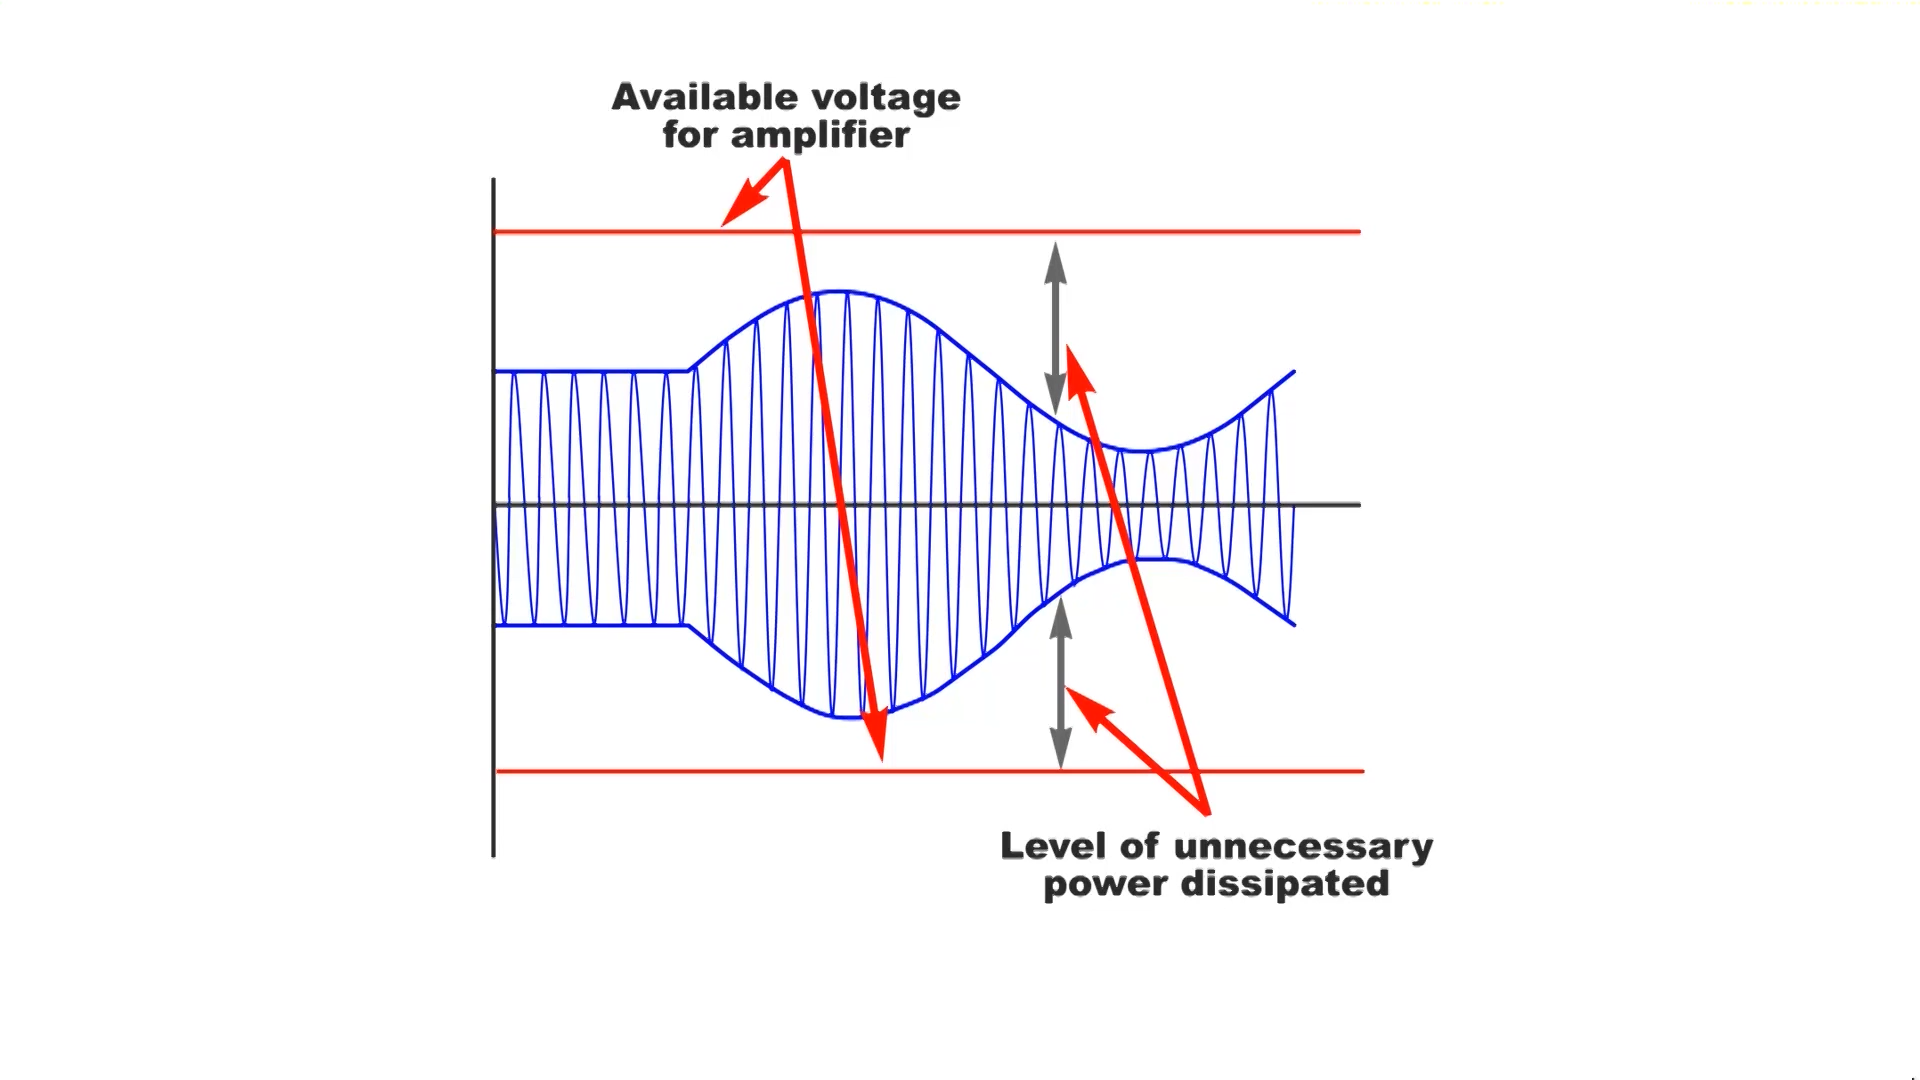 Available voltage
for amplifier
Level of unnecessary
power dissipated